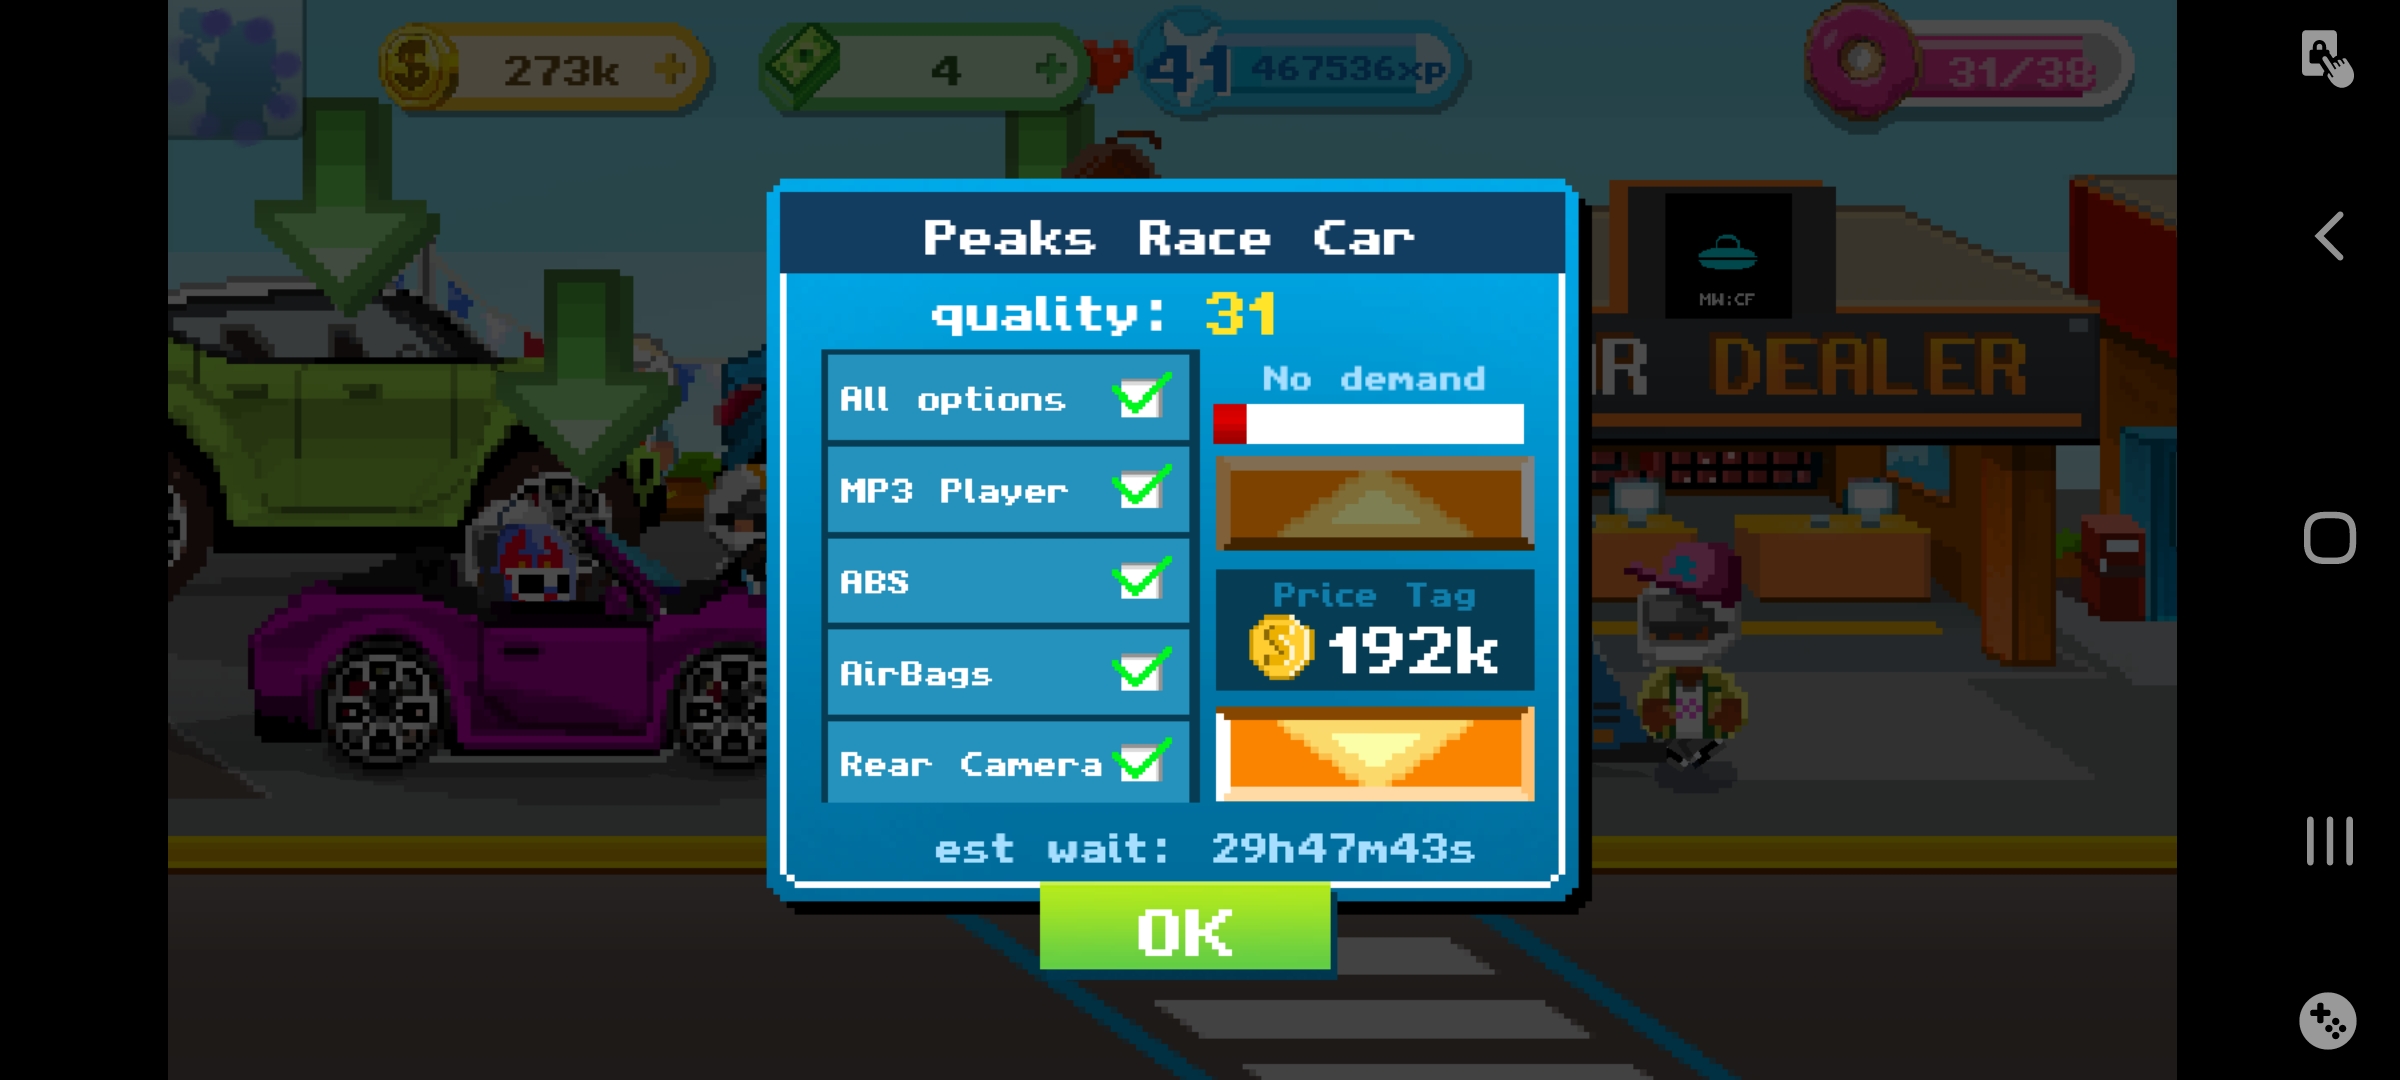 273k
4
41
467536xp
31/38
Peaks Race Car
quality: 31
All options
MP3 Player
ABS
AirBags
Rear Camera
No demand
Price Tag
192k
est wait: 29h47m43s
OK
MW:CF
R DEALER